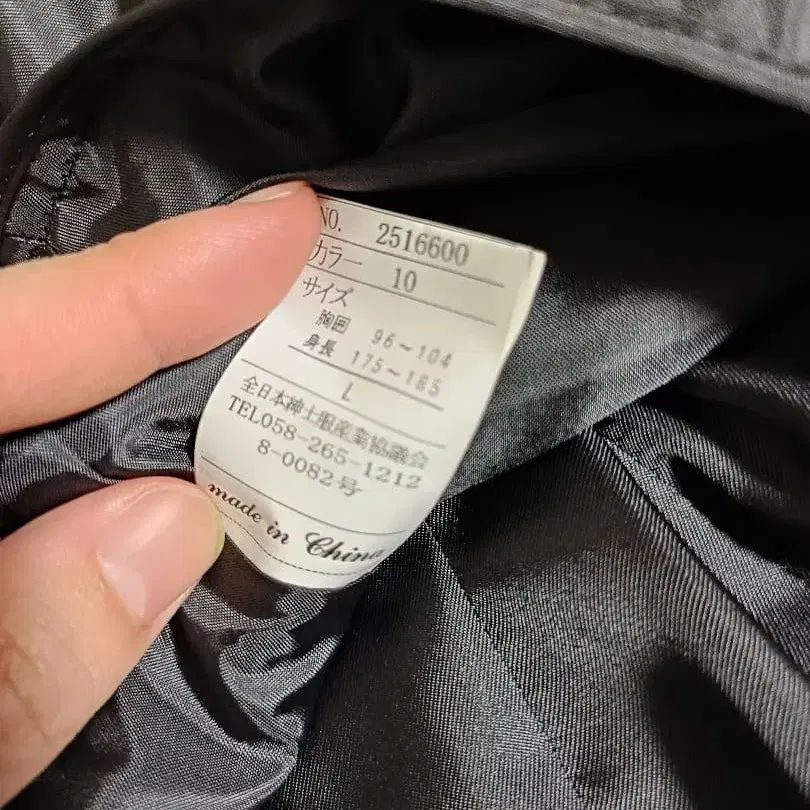 NO. 2516600
カラー 10
サイズ
胸囲 96~104
身長 175~185
L
全日本紳士服産業協議会
TEL058-265-1212
8-0082号
made in China